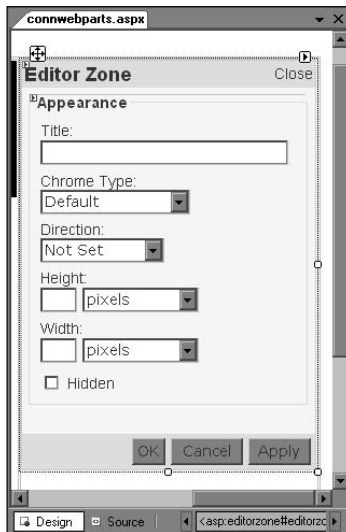 connwebparts.aspx
Editor Zone Close
Appearance
Title:
Chrome Type:
Default
Direction:
Not Set
Height:
pixels
Width:
pixels
Hidden
OK Cancel Apply
Design Source <asp:editorzone#editorzo